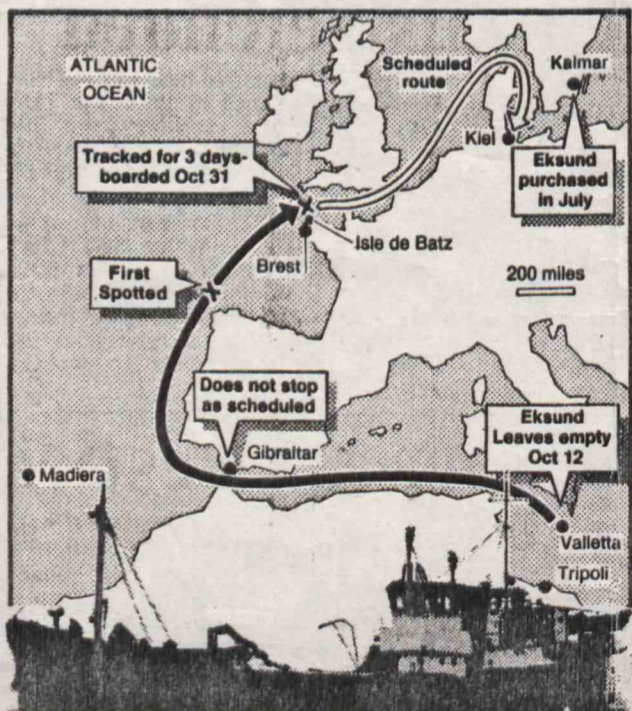 ATLANTIC
OCEAN
Scheduled
route
Kalmar
Kiel
Eksund
purchased
in July
Tracked for 3 days-
boarded Oct 31
Isle de Batz
Brest
First
Spotted
200 miles
Does not stop
as scheduled
Gibraltar
Eksund
Leaves empty
Oct 12
Madiera
Valletta
Tripoli